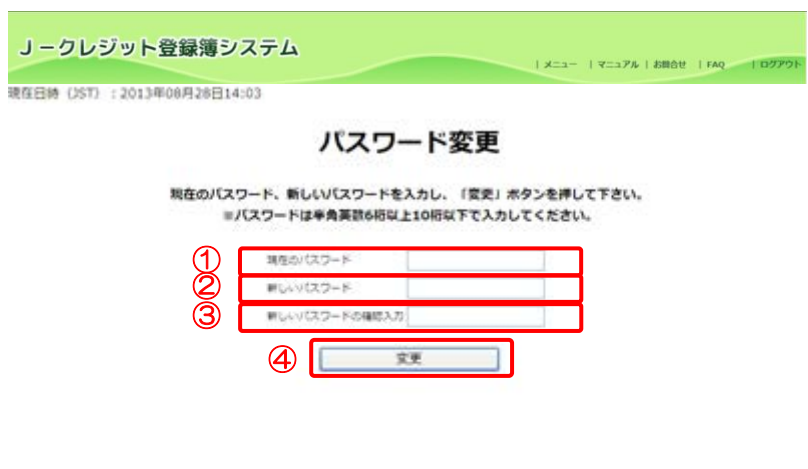 J－クレジット登録簿システム
| メニュー | マニュアル | お問合せ | FAQ | ログアウト
現在日時（JST）：2013年08月28日14:03
パスワード変更
現在のパスワード、新しいパスワードを入力し、「変更」ボタンを押して下さい。
※パスワードは半角英数6桁以上10桁以下で入力してください。
① 現在のパスワード
② 新しいパスワード
③ 新しいパスワードの確認入力
④ 変更